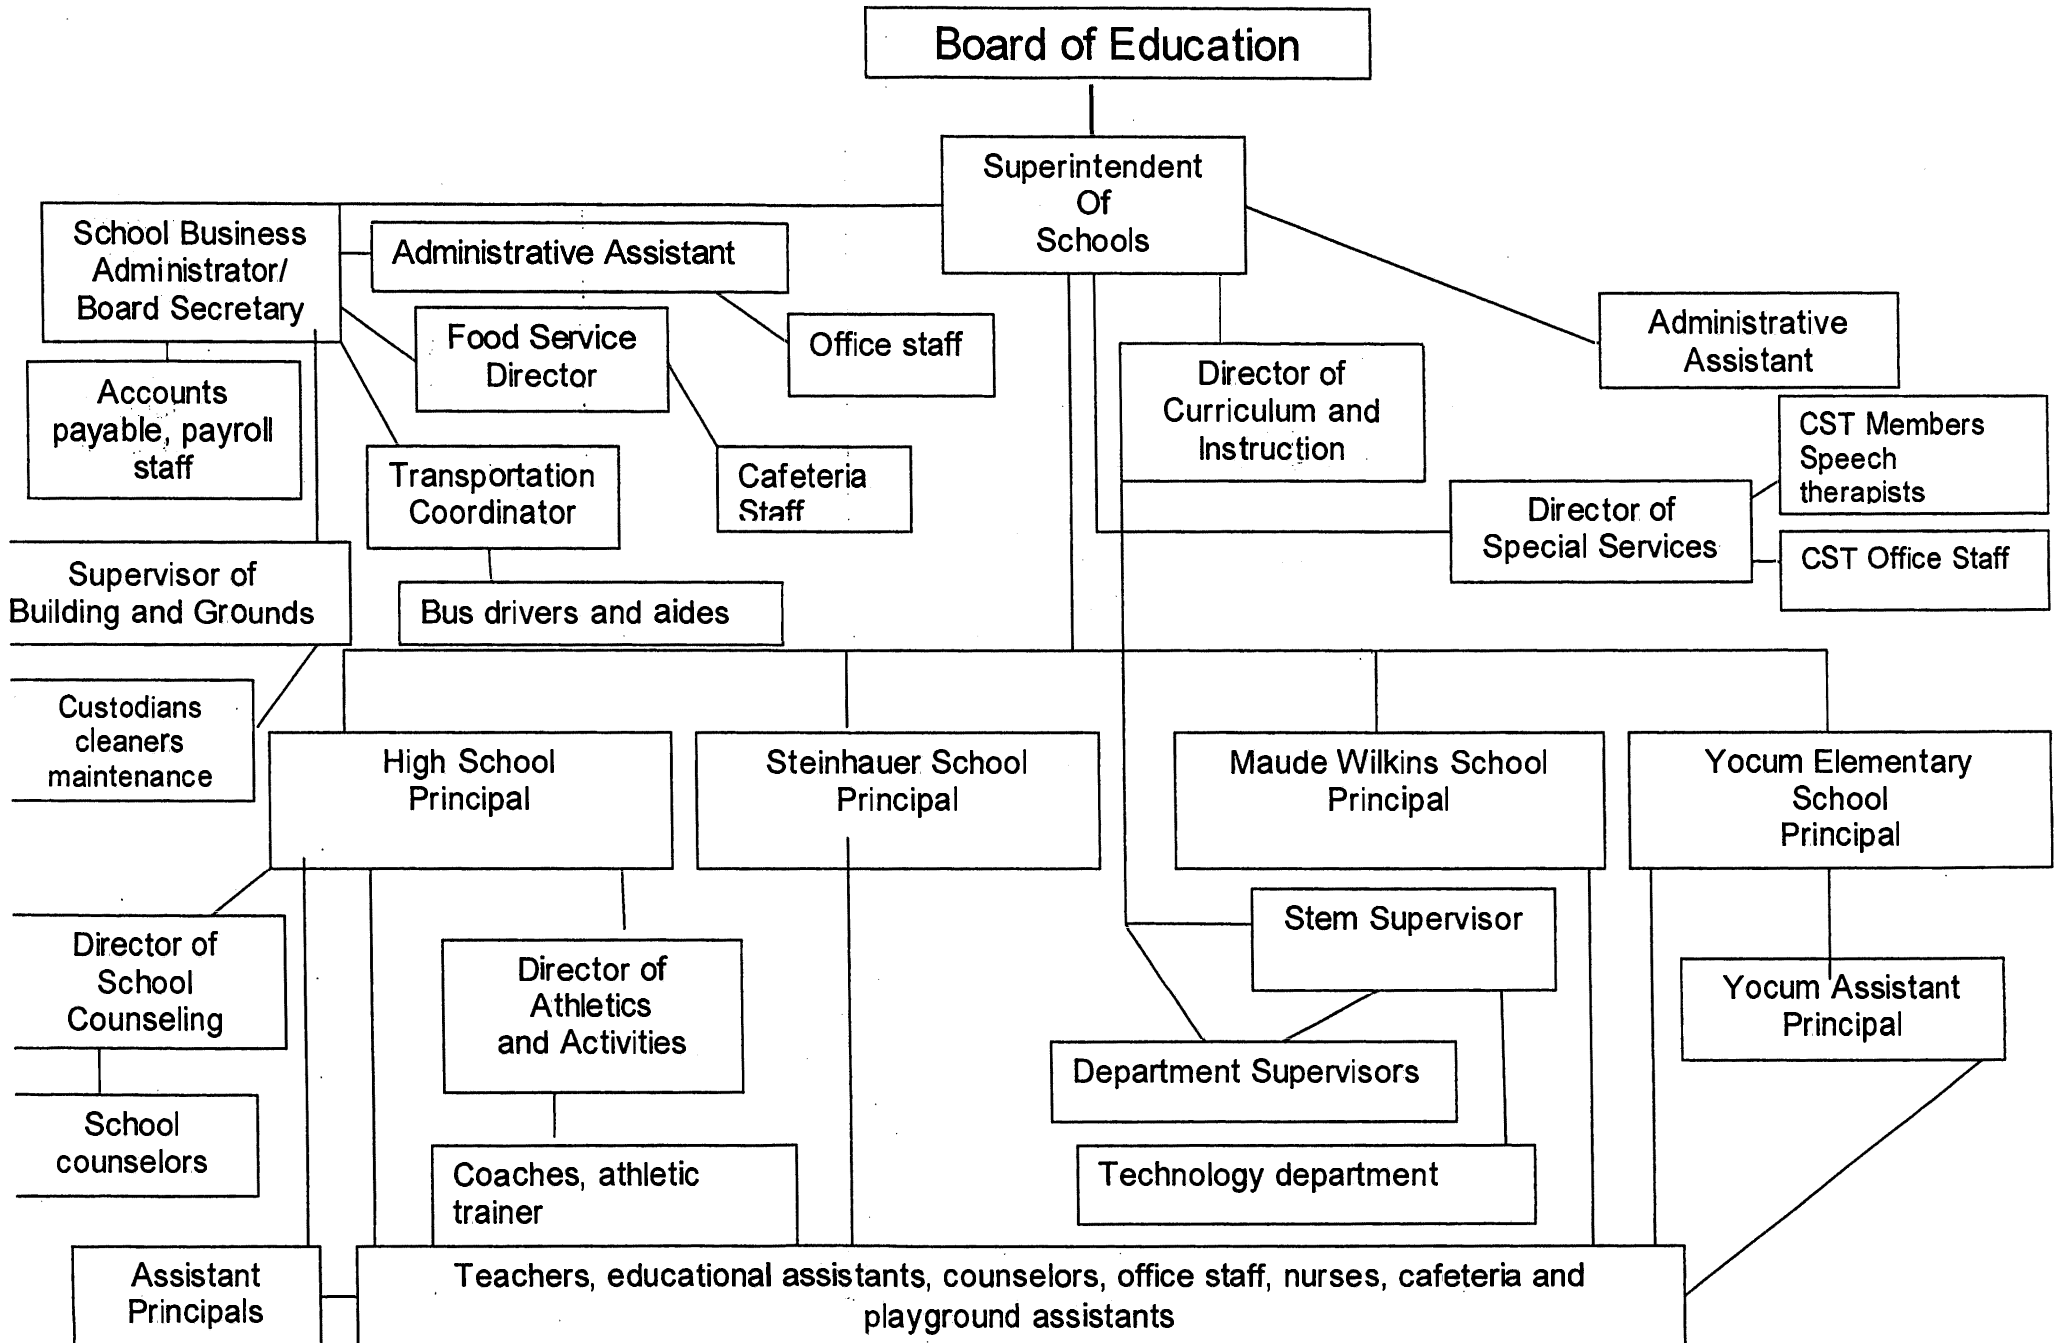 Board of Education
Superintendent
Of
Schools
School Business
Administrator/
Board Secretary
Administrative Assistant
Food Service
Director
Office staff
Administrative
Assistant
Accounts
payable, payroll
staff
Director of
Curriculum and
Instruction
Transportation
Coordinator
Cafeteria
Staff
CST Members
Speech
therapists
Director of
Special Services
CST Office Staff
Supervisor of
Building and Grounds
Bus drivers and aides
Custodians
cleaners
maintenance
High School
Principal
Steinhauer School
Principal
Maude Wilkins School
Principal
Yocum Elementary
School
Principal
Director of
School
Counseling
Director of
Athletics
and Activities
Stem Supervisor
Yocum Assistant
Principal
Department Supervisors
School
counselors
Coaches, athletic
trainer
Technology department
Assistant
Principals
Teachers, educational assistants, counselors, office staff, nurses, cafeteria and
playground assistants